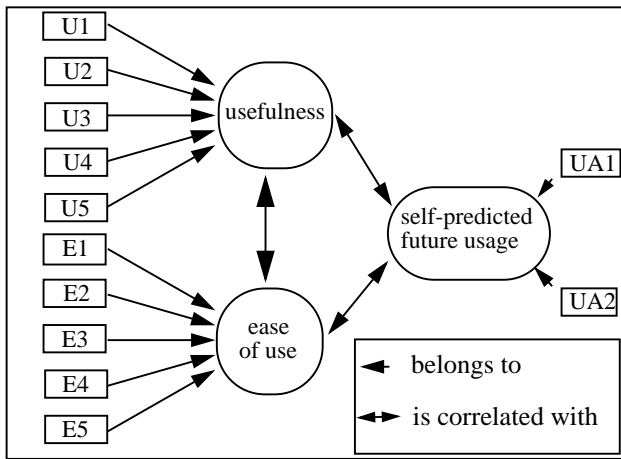 U1
U2
U3
U4
U5
E1
E2
E3
E4
E5
usefulness
ease
of use
self-predicted
future usage
UA1
UA2
belongs to
is correlated with